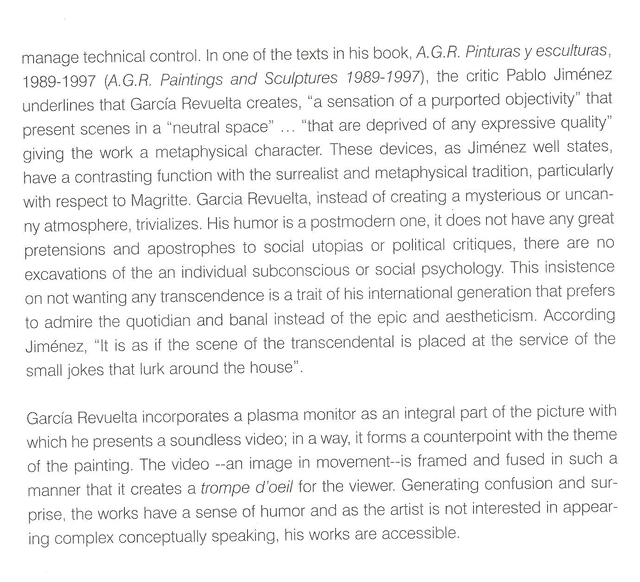 manage technical control. In one of the texts in his book, A.G.R. Pinturas y esculturas,
1989-1997 (A.G.R. Paintings and Sculptures 1989-1997), the critic Pablo Jiménez
underlines that García Revuelta creates, “a sensation of a purported objectivity” that
present scenes in a “neutral space” ... “that are deprived of any expressive quality”
giving the work a metaphysical character. These devices, as Jiménez well states,
have a contrasting function with the surrealist and metaphysical tradition, particularly
with respect to Magritte. Garcia Revuelta, instead of creating a mysterious or uncan-
ny atmosphere, trivializes. His humor is a postmodern one, it does not have any great
pretensions and apostrophes to social utopias or political critiques, there are no
excavations of the an individual subconscious or social psychology. This insistence
on not wanting any transcendence is a trait of his international generation that prefers
to admire the quotidian and banal instead of the epic and aestheticism. According
Jiménez, “It is as if the scene of the transcendental is placed at the service of the
small jokes that lurk around the house”.
García Revuelta incorporates a plasma monitor as an integral part of the picture with
which he presents a soundless video; in a way, it forms a counterpoint with the theme
of the painting. The video --an image in movement--is framed and fused in such a
manner that it creates a trompe d’oeil for the viewer. Generating confusion and sur-
prise, the works have a sense of humor and as the artist is not interested in appear-
ing complex conceptually speaking, his works are accessible.